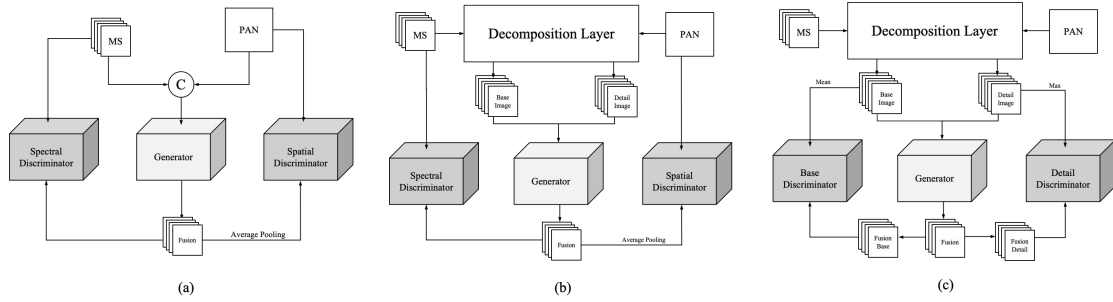 MS
PAN
C
Spectral
Discriminator
Generator
Spatial
Discriminator
Fusion
Average Pooling
(a)
MS
Decomposition Layer
PAN
Base
Image
Detail
Image
Spectral
Discriminator
Generator
Spatial
Discriminator
Fusion
Average Pooling
(b)
MS
Decomposition Layer
PAN
Mean
Base
Image
Detail
Image
Max
Base
Discriminator
Generator
Detail
Discriminator
Fusion
Base
Fusion
Fusion
Detail
(c)